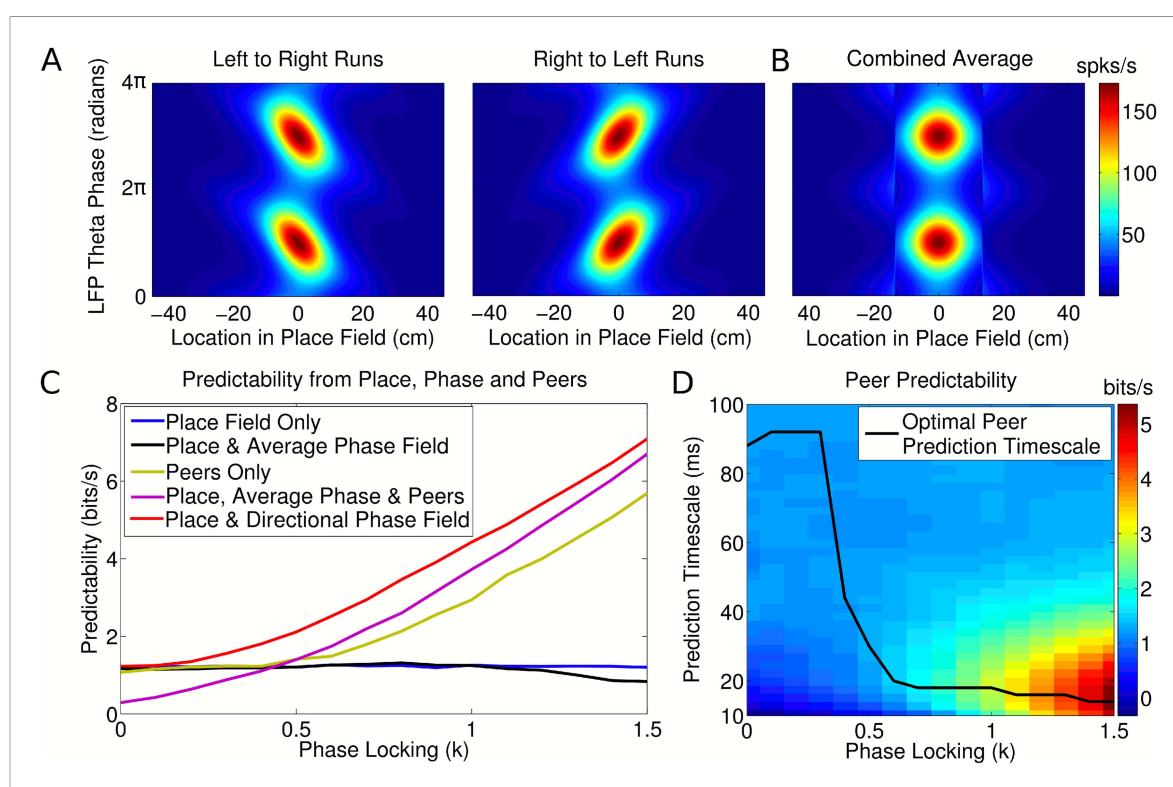 A
Left to Right Runs
Right to Left Runs
B
Combined Average
spks/s
LFP Theta Phase (radians)
4π
2π
0
−40 −20 0 20 40
Location in Place Field (cm)
−40 −20 0 20 40
Location in Place Field (cm)
−40 −20 0 20 40
Location in Place Field (cm)
150
100
50
C
Predictability from Place, Phase and Peers
Predictability (bits/s)
8
6
4
2
0
Place Field Only
Place & Average Phase Field
Peers Only
Place, Average Phase & Peers
Place & Directional Phase Field
0 0.5 1 1.5
Phase Locking (k)
D
Peer Predictability
bits/s
Prediction Timescale (ms)
100
80
60
40
20
10
Optimal Peer
Prediction Timescale
0 0.5 1 1.5
Phase Locking (k)
5
4
3
2
1
0